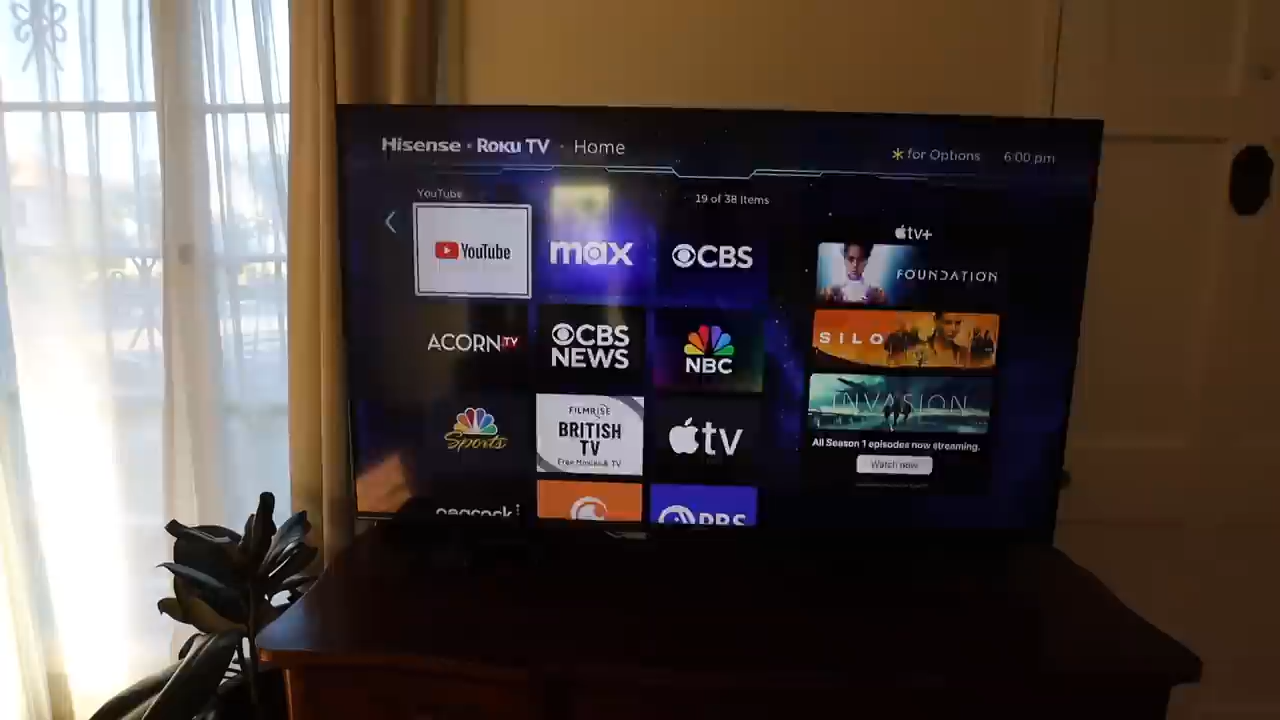 Hisense • Roku TV • Home
* for Options 6:00 pm
YouTube
19 of 38 items
YouTube
max
CBS
ACORN TV
CBS NEWS
NBC
Sports
FILMRISE
BRITISH
TV
Free Movies & TV
tv
peacock
PBS
tv+
FOUNDATION
SILO
INVASION
All Season 1 episodes now streaming.
Watch now